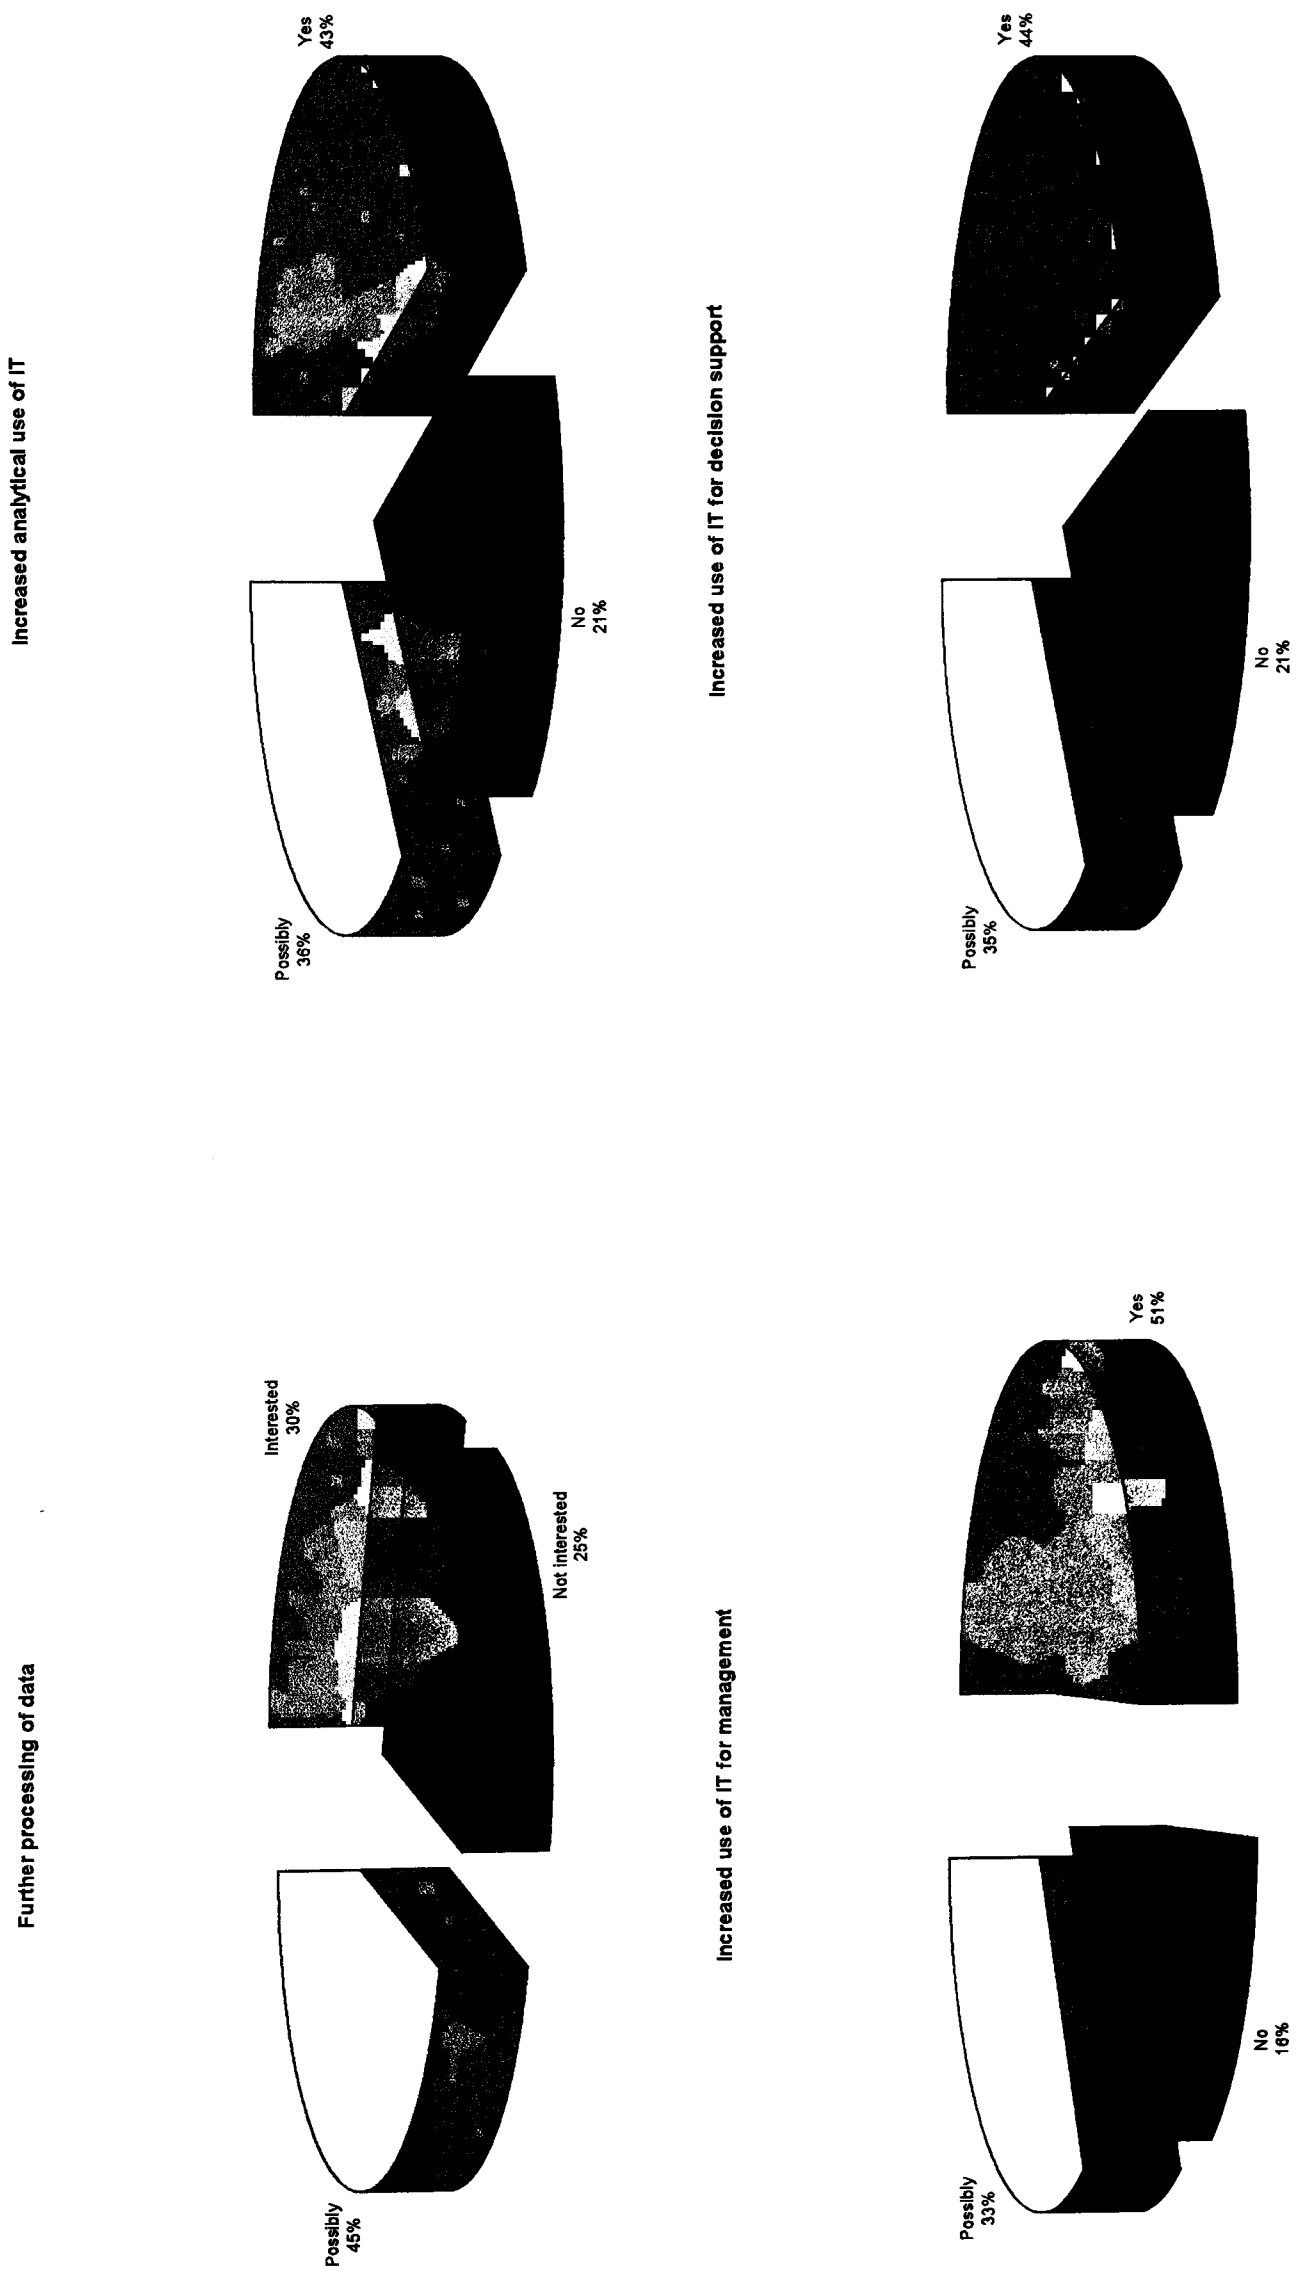 Further processing of data
Interested
30%
Possibly
45%
Not interested
25%
Increased analytical use of IT
Possibly
36%
Yes
43%
No
21%
Increased use of IT for management
Possibly
33%
Yes
51%
No
16%
Increased use of IT for decision support
Possibly
35%
Yes
44%
No
21%